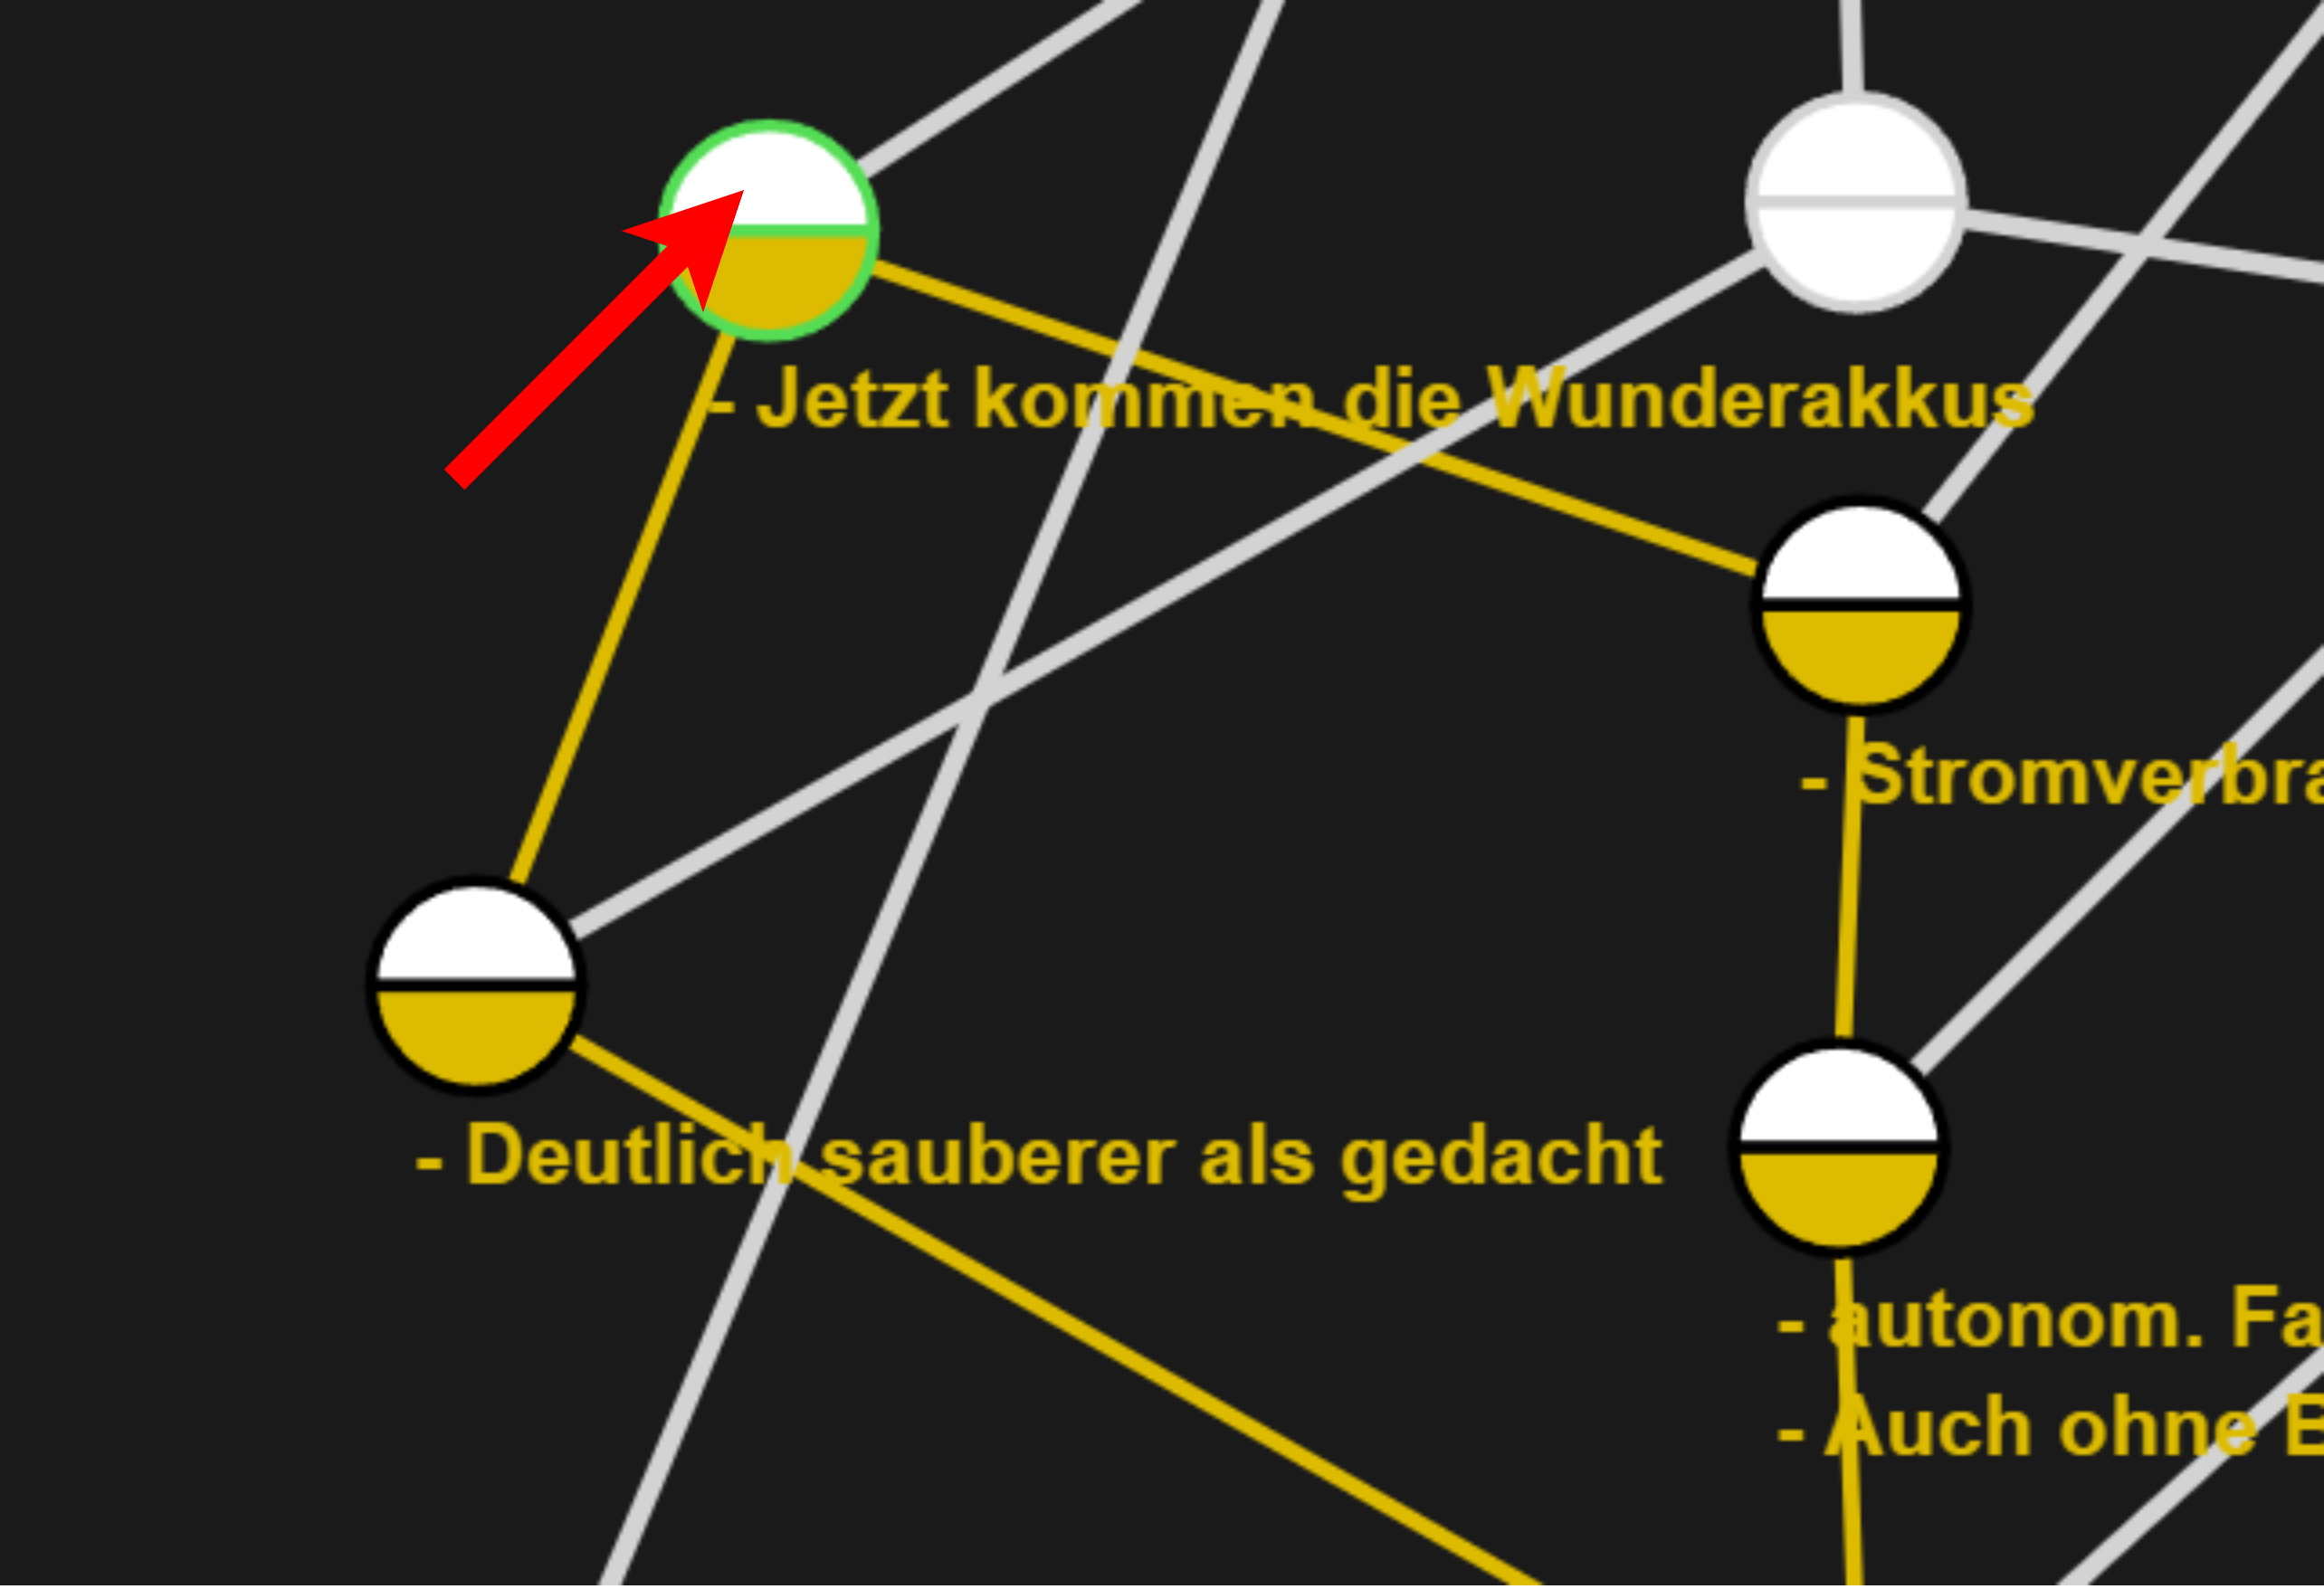 - Jetzt kommen die Wunderakkus
- Stromverbra
- Deutlich sauberer als gedacht
- autonom. Fa
- Auch ohne E